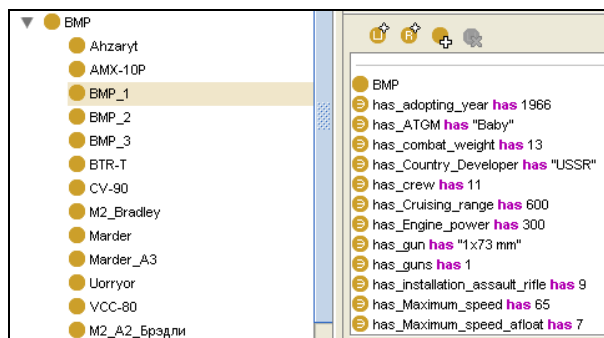 BMP
Ahzaryt
AMX-10P
BMP_1
BMP_2
BMP_3
BTR-T
CV-90
M2_Bradley
Marder
Marder_A3
Uorryor
VCC-80
M2_A2_Брэдли
BMP
has_adopting_year has 1966
has_ATGM has "Baby"
has_combat_weight has 13
has_Country_Developer has "USSR"
has_crew has 11
has_Cruising_range has 600
has_Engine_power has 300
has_gun has "1x73 mm"
has_guns has 1
has_installation_assault_rifle has 9
has_Maximum_speed has 65
has_Maximum_speed_afloat has 7